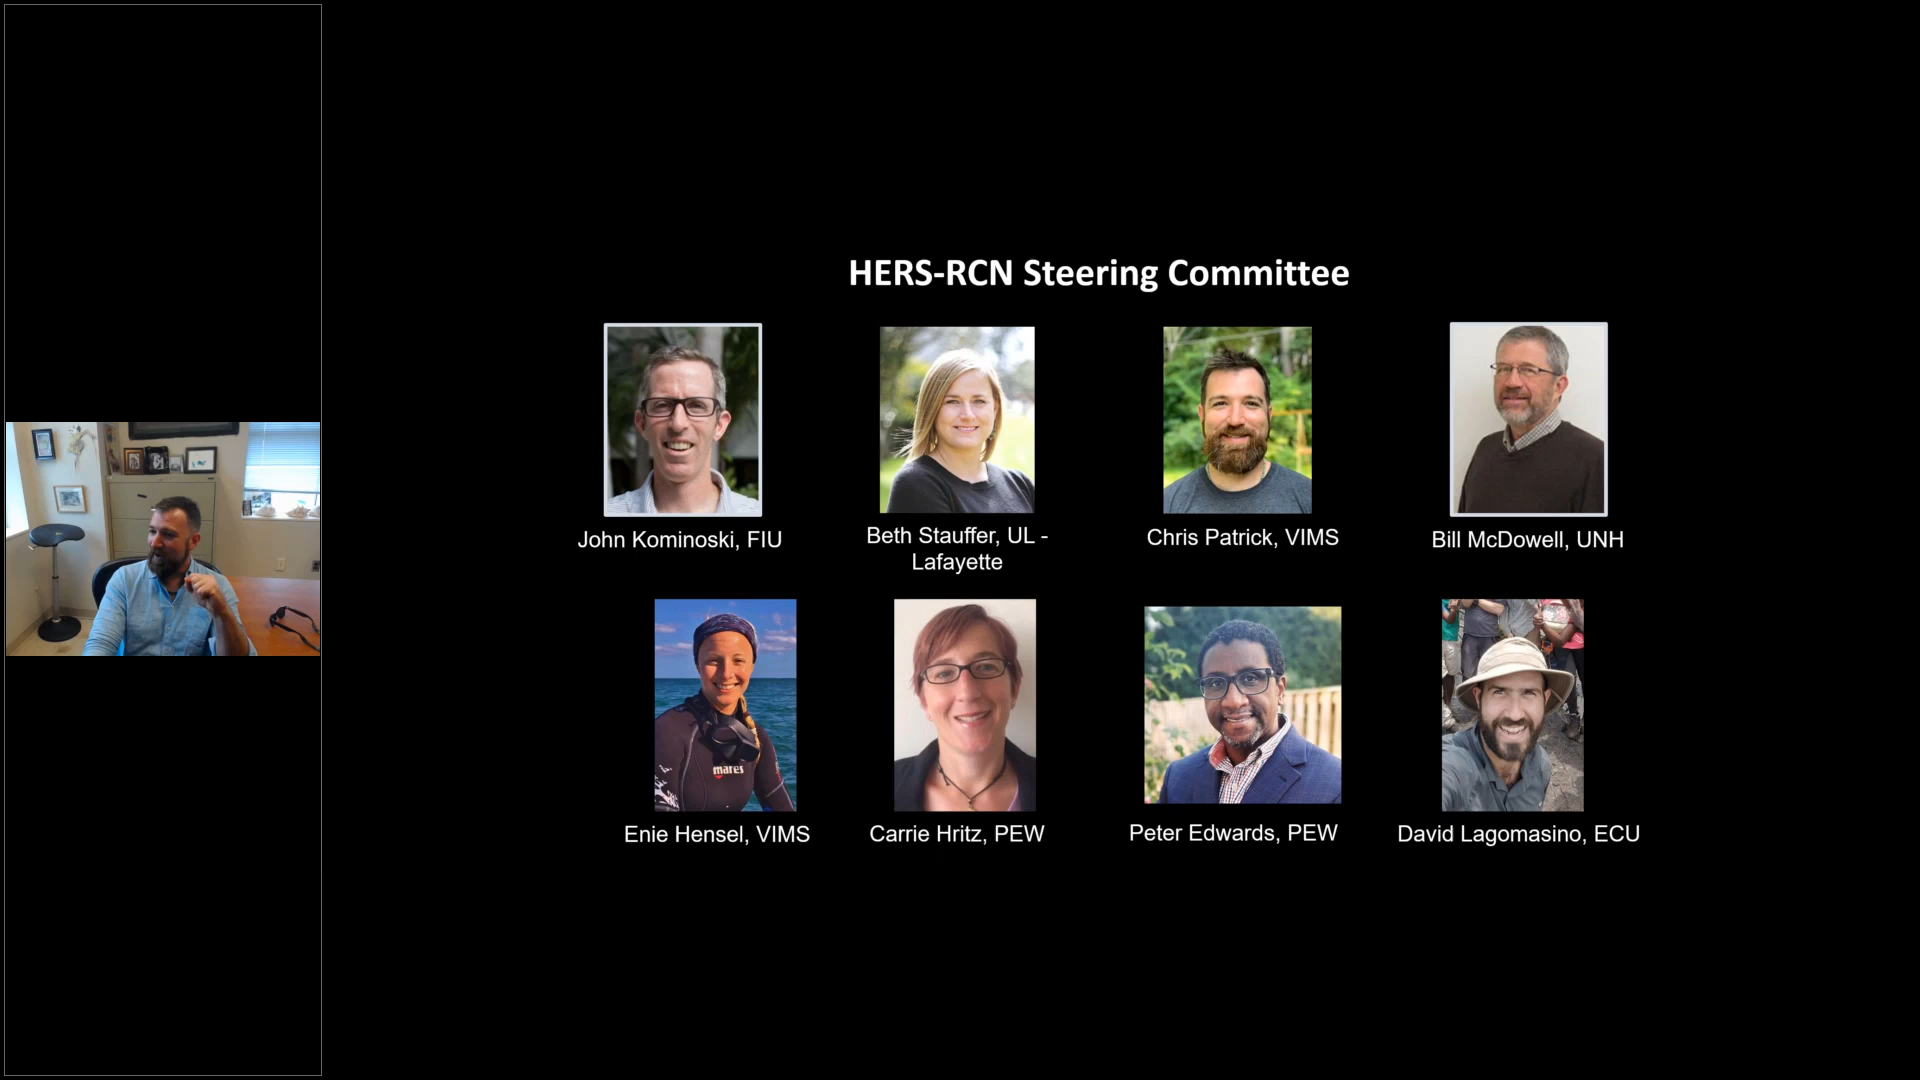 HERS-RCN Steering Committee
John Kominoski, FIU
Beth Stauffer, UL -
Lafayette
Chris Patrick, VIMS
Bill McDowell, UNH
mares
Enie Hensel, VIMS
Carrie Hritz, PEW
Peter Edwards, PEW
David Lagomasino, ECU